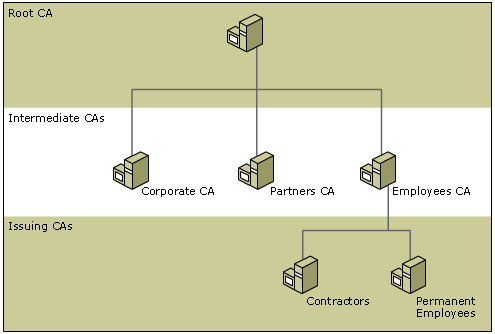 Root CA
Intermediate CAs
Corporate CA
Partners CA
Employees CA
Issuing CAs
Contractors
Permanent
Employees